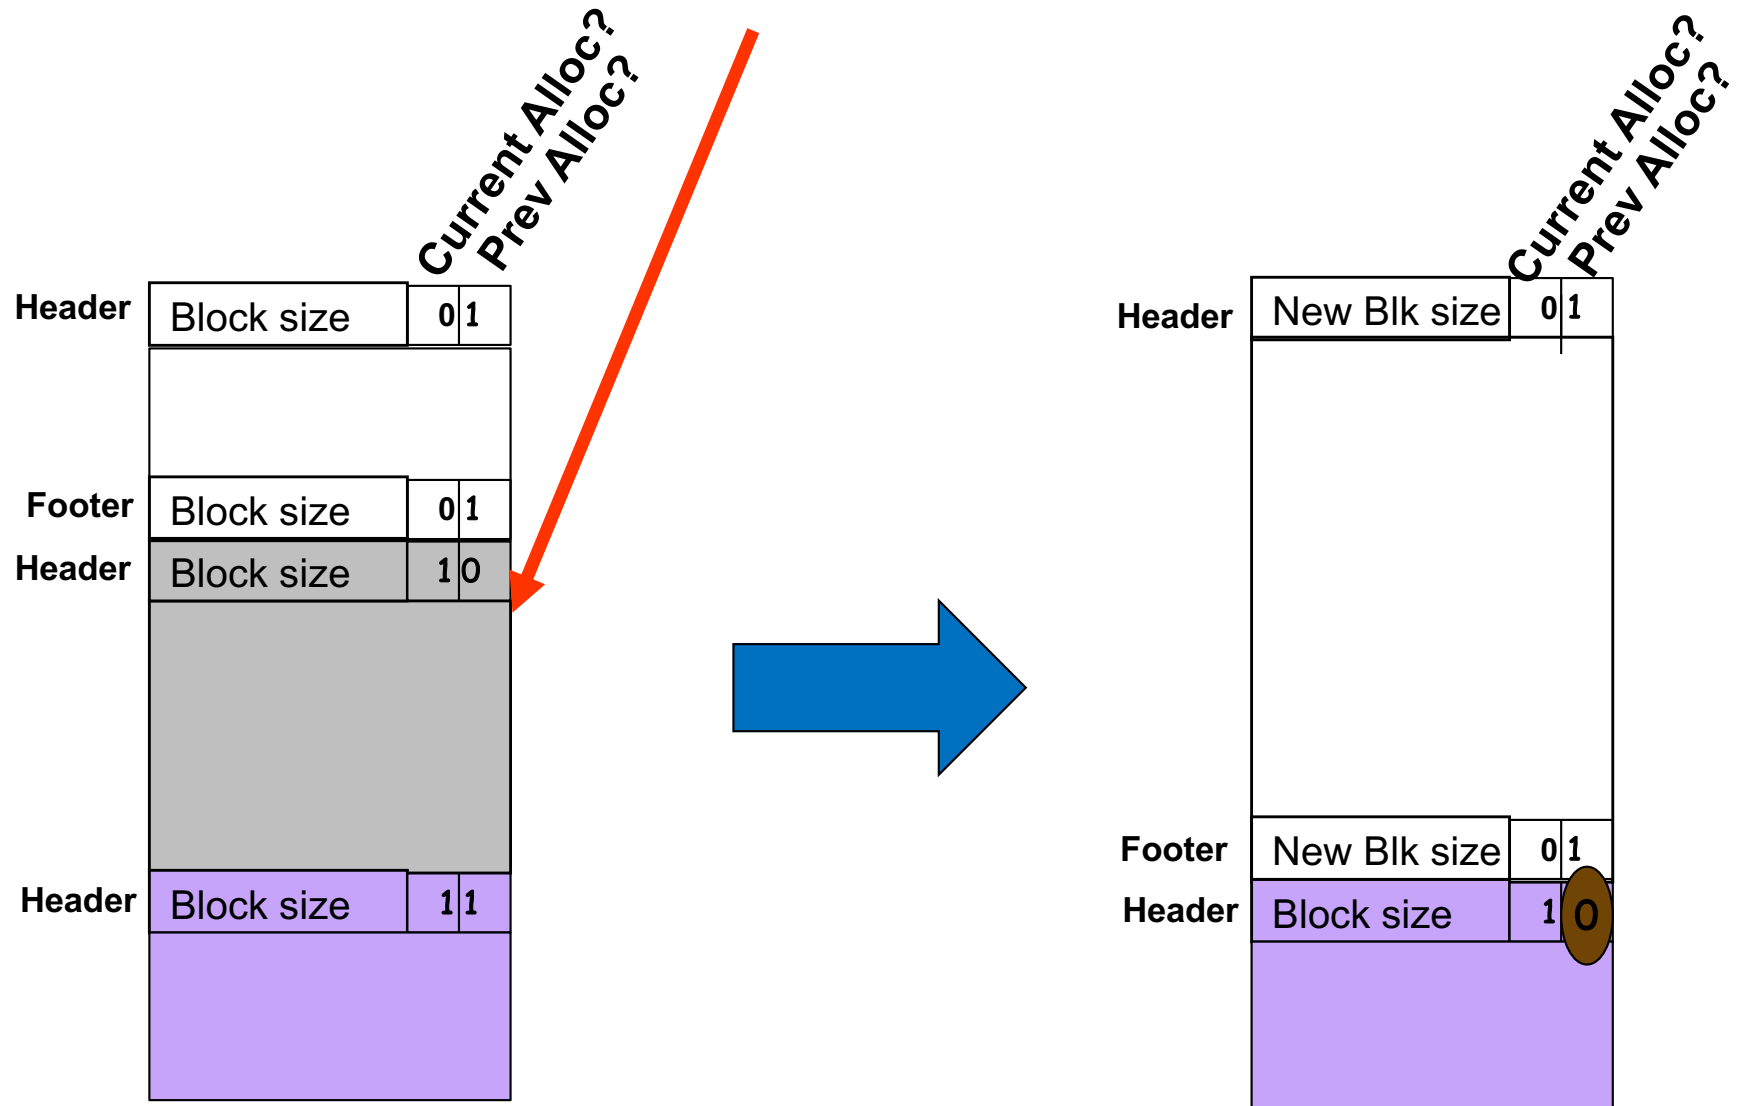 Current Alloc?
Prev Alloc?
Header Block size 0 1
Footer Block size 0 1
Header Block size 1 0
Header Block size 1 1
Current Alloc?
Prev Alloc?
Header New Blk size 0 1
Footer New Blk size 0 1
Header Block size 1 0